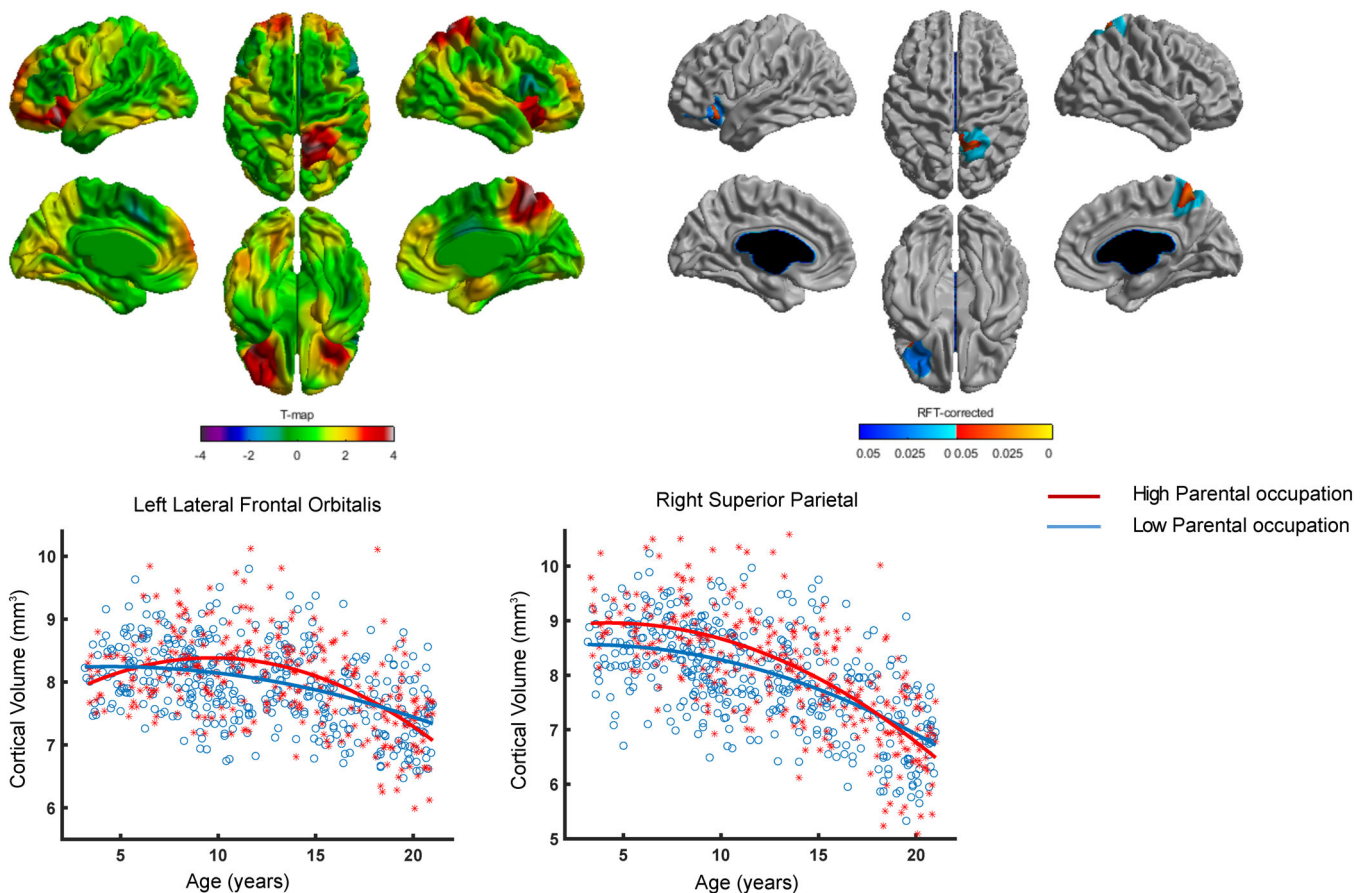 T-map
-4 -2 0 2 4
RFT-corrected
0.05 0.025 0 0.05 0.025 0
Left Lateral Frontal Orbitalis
Right Superior Parietal
High Parental occupation
Low Parental occupation
Cortical Volume (mm³)
10
9
8
7
6
5 10 15 20
Age (years)
Cortical Volume (mm³)
10
9
8
7
6
5
5 10 15 20
Age (years)